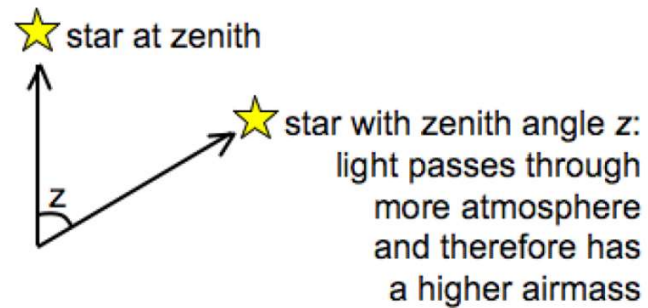 star at zenith
star with zenith angle z:
light passes through
more atmosphere
and therefore has
a higher airmass
z